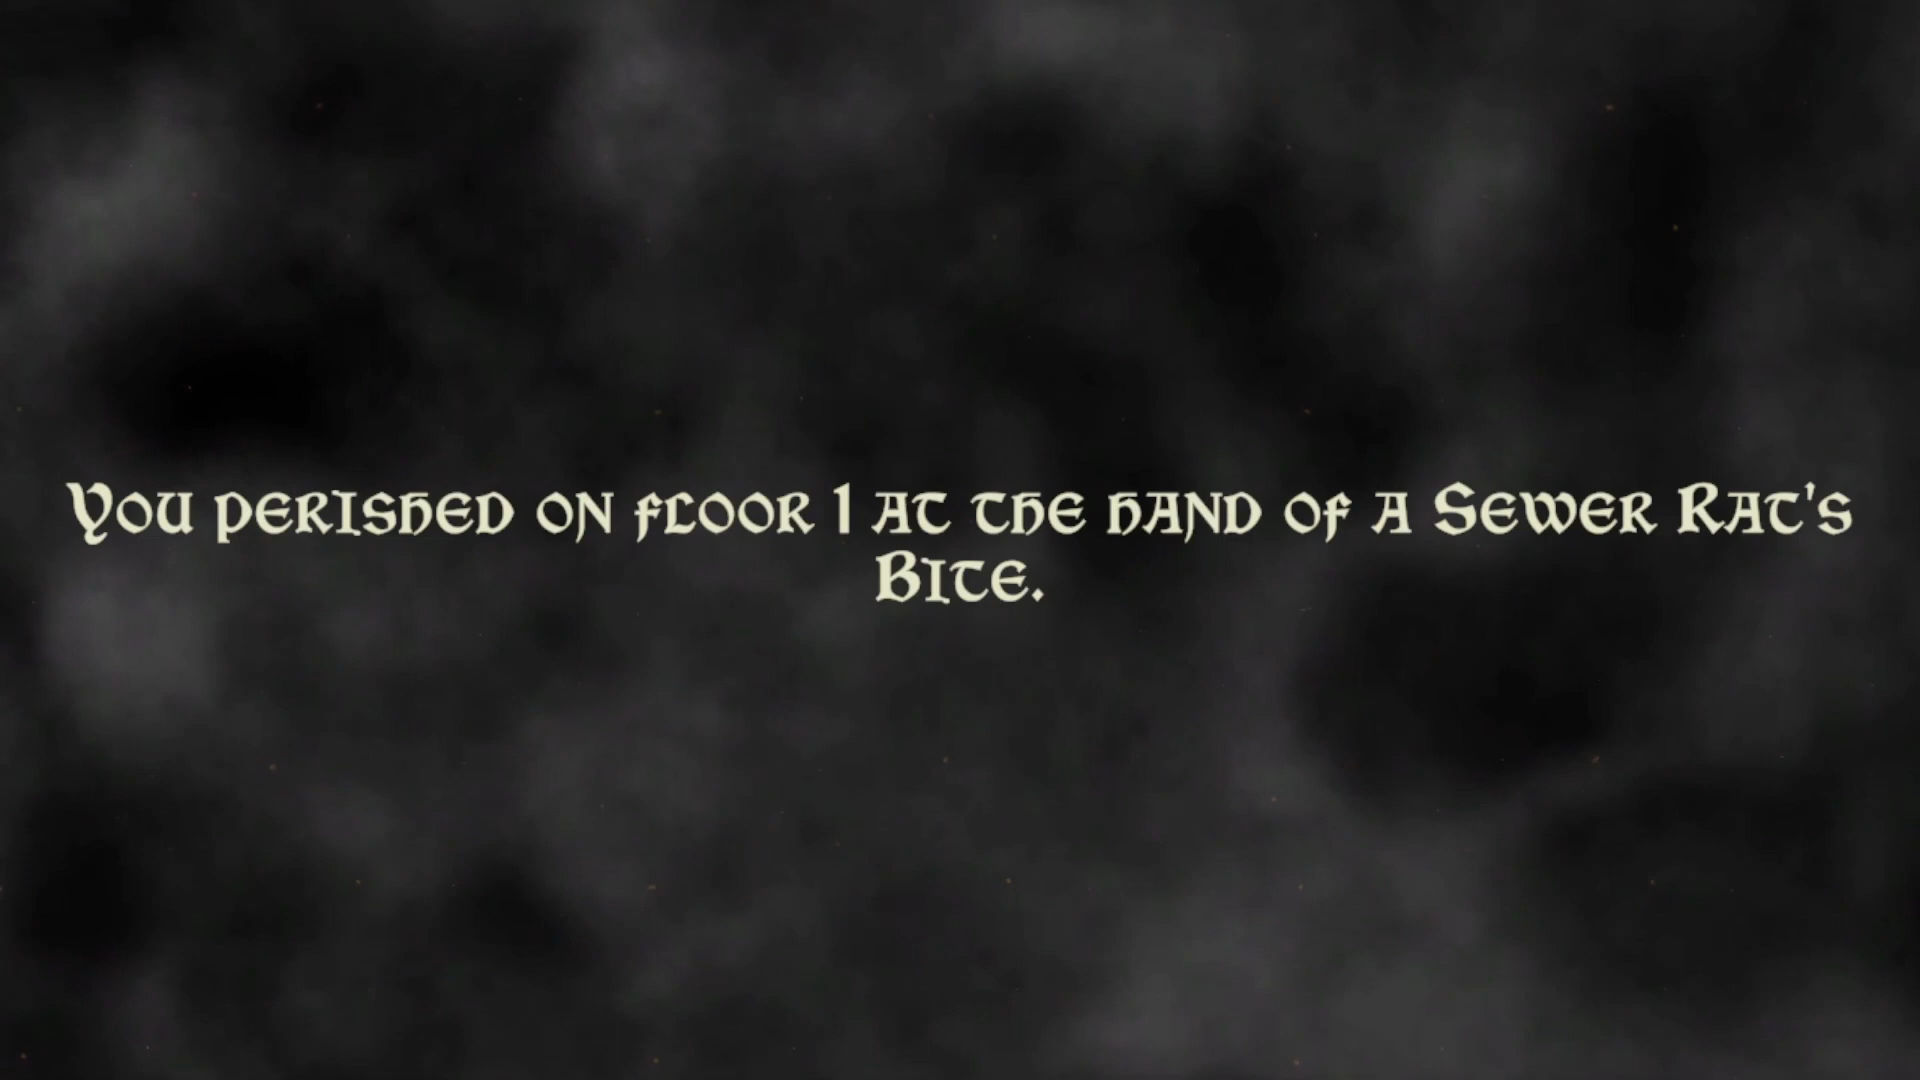 You perished on floor 1 at the hand of a Sewer Rat's
Bite.